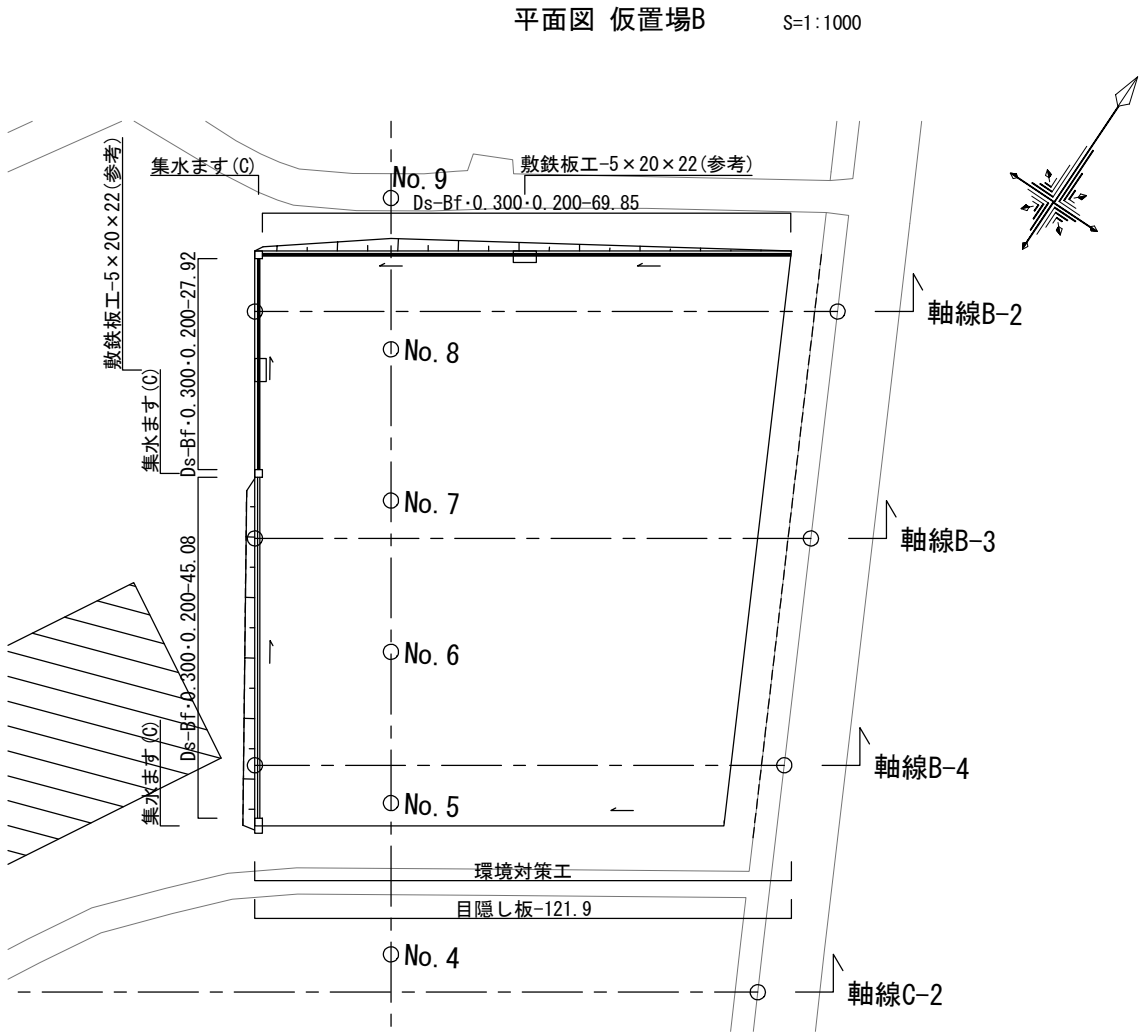 平面図 仮置場B
S=1:1000
集水ます(C)
敷鉄板工-5×20×22(参考)
No. 9
Ds-Bf・0.300・0.200-69.85
敷鉄板工-5×20×22(参考)
Ds-Bf・0.300・0.200-27.92
軸線B-2
No. 8
集水ます(C)
No. 7
軸線B-3
Ds-Bf・0.300・0.200-45.08
No. 6
集水ます(C)
軸線B-4
No. 5
環境対策工
目隠し板-121.9
No. 4
軸線C-2